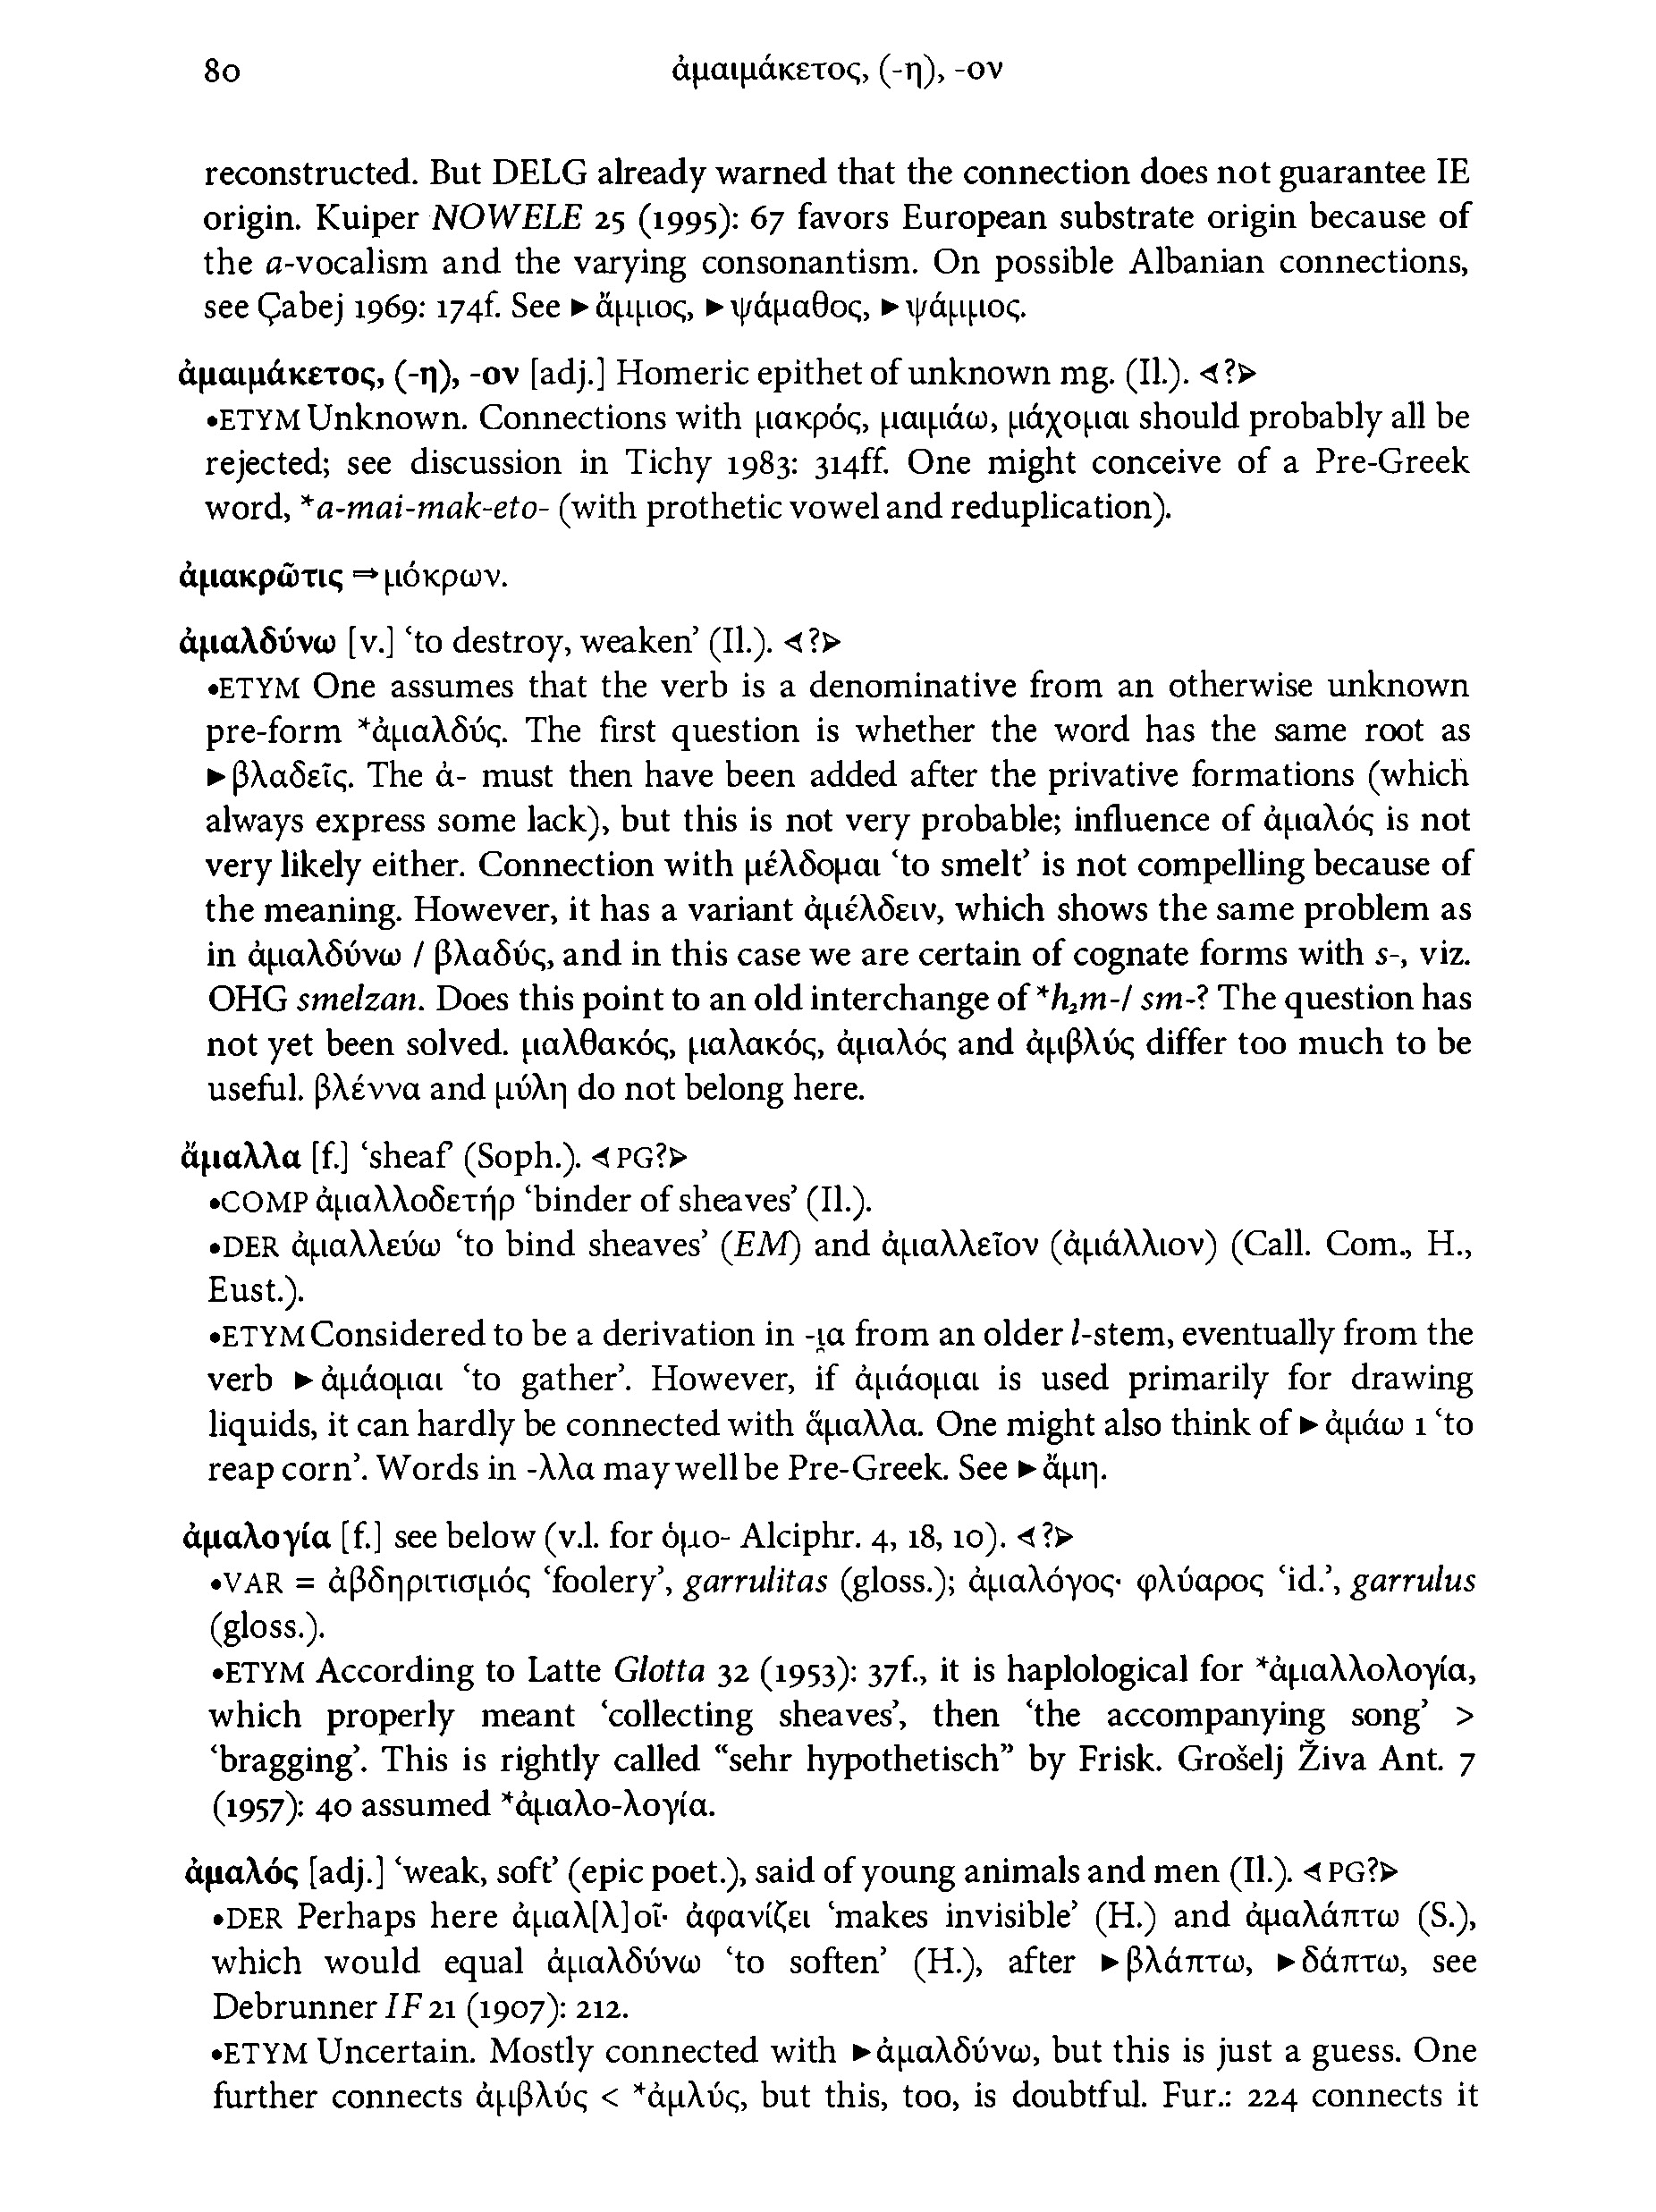 80 ἀμαιμάκετος, (-η), -ον
reconstructed. But DELG already warned that the connection does not guarantee IE
origin. Kuiper NOWELE 25 (1995): 67 favors European substrate origin because of
the a-vocalism and the varying consonantism. On possible Albanian connections,
see Çabej 1969: 174f. See ►ἄμμος, ►ψάμαθος, ►ψάμμος.
ἀμαιμάκετος, (-η), -ον [adj.] Homeric epithet of unknown mg. (Il.). ⊲?⊳
•ETYM Unknown. Connections with μακρός, μαιμάω, μάχομαι should probably all be
rejected; see discussion in Tichy 1983: 314ff. One might conceive of a Pre-Greek
word, *a-mai-mak-eto- (with prothetic vowel and reduplication).
ἀμακρῶτις ⇒μόκρων.
ἀμαλδύνω [v.] ‘to destroy, weaken’ (Il.). ⊲?⊳
•ETYM One assumes that the verb is a denominative from an otherwise unknown
pre-form *ἀμαλδύς. The first question is whether the word has the same root as
►βλαδεῖς. The ἀ- must then have been added after the privative formations (which
always express some lack), but this is not very probable; influence of ἀμαλός is not
very likely either. Connection with μέλδομαι ‘to smelt’ is not compelling because of
the meaning. However, it has a variant ἀμέλδειν, which shows the same problem as
in ἀμαλδύνω / βλαδύς, and in this case we are certain of cognate forms with s-, viz.
OHG smelzan. Does this point to an old interchange of *h₂m-/ sm-? The question has
not yet been solved. μαλθακός, μαλακός, ἀμαλός and ἀμβλύς differ too much to be
useful. βλέννα and μύλη do not belong here.
ἄμαλλα [f.] ‘sheaf’ (Soph.). ⊲PG?⊳
•COMP ἀμαλλοδετήρ ‘binder of sheaves’ (Il.).
•DER ἀμαλλεύω ‘to bind sheaves’ (EM) and ἀμαλλεῖον (ἀμάλλιον) (Call. Com., H.,
Eust.).
•ETYM Considered to be a derivation in -ι̯α from an older l-stem, eventually from the
verb ►ἀμάομαι ‘to gather’. However, if ἀμάομαι is used primarily for drawing
liquids, it can hardly be connected with ἄμαλλα. One might also think of ►ἀμάω 1 ‘to
reap corn’. Words in -λλα may well be Pre-Greek. See ►ἄμη.
ἀμαλογία [f.] see below (v.l. for ὁμο- Alciphr. 4, 18, 10). ⊲?⊳
•VAR = ἀβδηριτισμός ‘foolery’, garrulitas (gloss.); ἀμαλόγος· φλύαρος ‘id.’, garrulus
(gloss.).
•ETYM According to Latte Glotta 32 (1953): 37f., it is haplological for *ἀμαλλολογία,
which properly meant ‘collecting sheaves’, then ‘the accompanying song’ >
‘bragging’. This is rightly called “sehr hypothetisch” by Frisk. Grošelj Živa Ant. 7
(1957): 40 assumed *ἀμαλο-λογία.
ἀμαλός [adj.] ‘weak, soft’ (epic poet.), said of young animals and men (Il.). ⊲PG?⊳
•DER Perhaps here ἀμαλ[λ]οῖ· ἀφανίζει ‘makes invisible’ (H.) and ἀμαλάπτω (S.),
which would equal ἀμαλδύνω ‘to soften’ (H.), after ►βλάπτω, ►δάπτω, see
Debrunner IF 21 (1907): 212.
•ETYM Uncertain. Mostly connected with ►ἀμαλδύνω, but this is just a guess. One
further connects ἀμβλύς < *ἀμλύς, but this, too, is doubtful. Fur.: 224 connects it